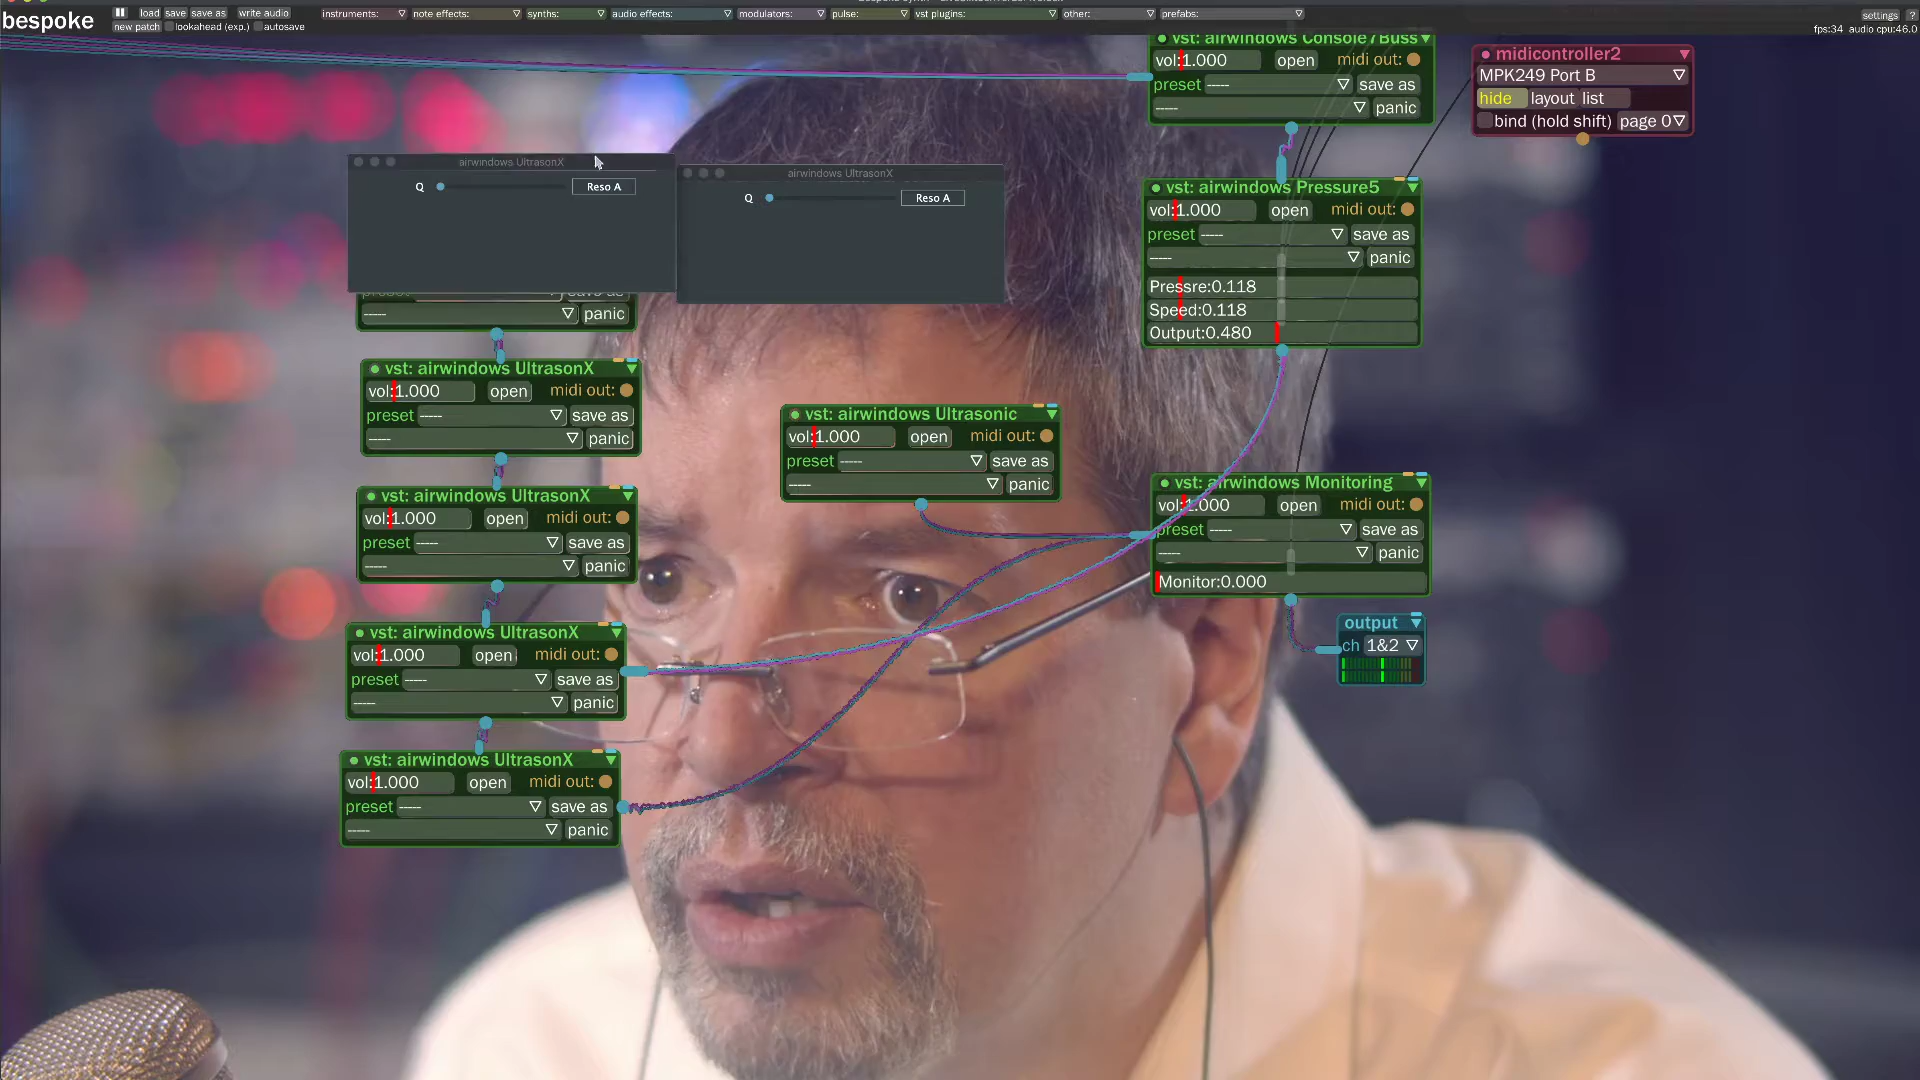 bespoke
load save save as write audio
new patch lookahead (exp.) autosave
instruments: note effects: synths: audio effects: modulators: pulse: vst plugins: other: prefabs:
settings ?
fps:34 audio cpu:46.0
vst: airwindows Console7Buss
vol:1.000 open midi out:
preset ----- save as
----- panic
midicontroller2
MPK249 Port B
hide layout list
bind (hold shift) page 0
airwindows UltrasonX
Q Reso A
airwindows UltrasonX
Q Reso A
vst: airwindows Pressure5
vol:1.000 open midi out:
preset ----- save as
----- panic
Pressre:0.118
Speed:0.118
Output:0.480
preset save as
----- panic
vst: airwindows UltrasonX
vol:1.000 open midi out:
preset ----- save as
----- panic
vst: airwindows Ultrasonic
vol:1.000 open midi out:
preset ----- save as
----- panic
vst: airwindows UltrasonX
vol:1.000 open midi out:
preset ----- save as
----- panic
vst: airwindows Monitoring
vol:1.000 open midi out:
preset ----- save as
----- panic
Monitor:0.000
output
ch 1&2
vst: airwindows UltrasonX
vol:1.000 open midi out:
preset ----- save as
----- panic
vst: airwindows UltrasonX
vol:1.000 open midi out:
preset ----- save as
----- panic